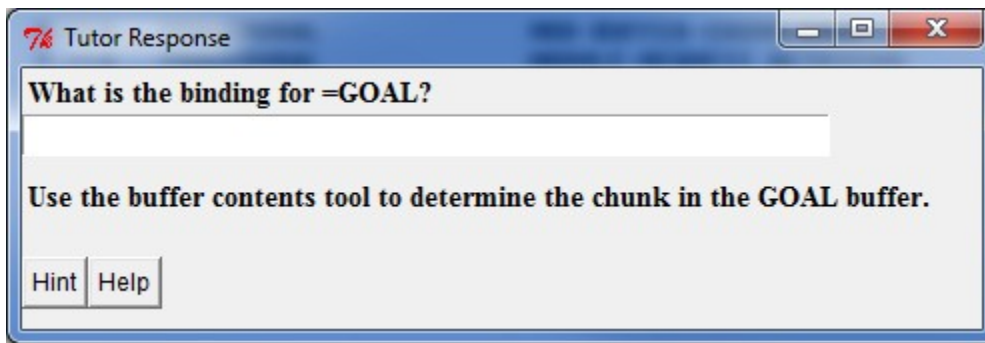 Tutor Response
What is the binding for =GOAL?
Use the buffer contents tool to determine the chunk in the GOAL buffer.
Hint Help